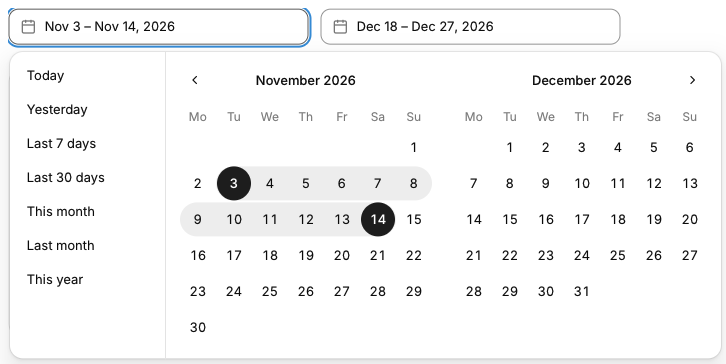 Nov 3 – Nov 14, 2026
Dec 18 – Dec 27, 2026
Today
Yesterday
Last 7 days
Last 30 days
This month
Last month
This year
November 2026
Mo Tu We Th Fr Sa Su
1
2 3 4 5 6 7 8
9 10 11 12 13 14 15
16 17 18 19 20 21 22
23 24 25 26 27 28 29
30
December 2026
Mo Tu We Th Fr Sa Su
1 2 3 4 5 6
7 8 9 10 11 12 13
14 15 16 17 18 19 20
21 22 23 24 25 26 27
28 29 30 31